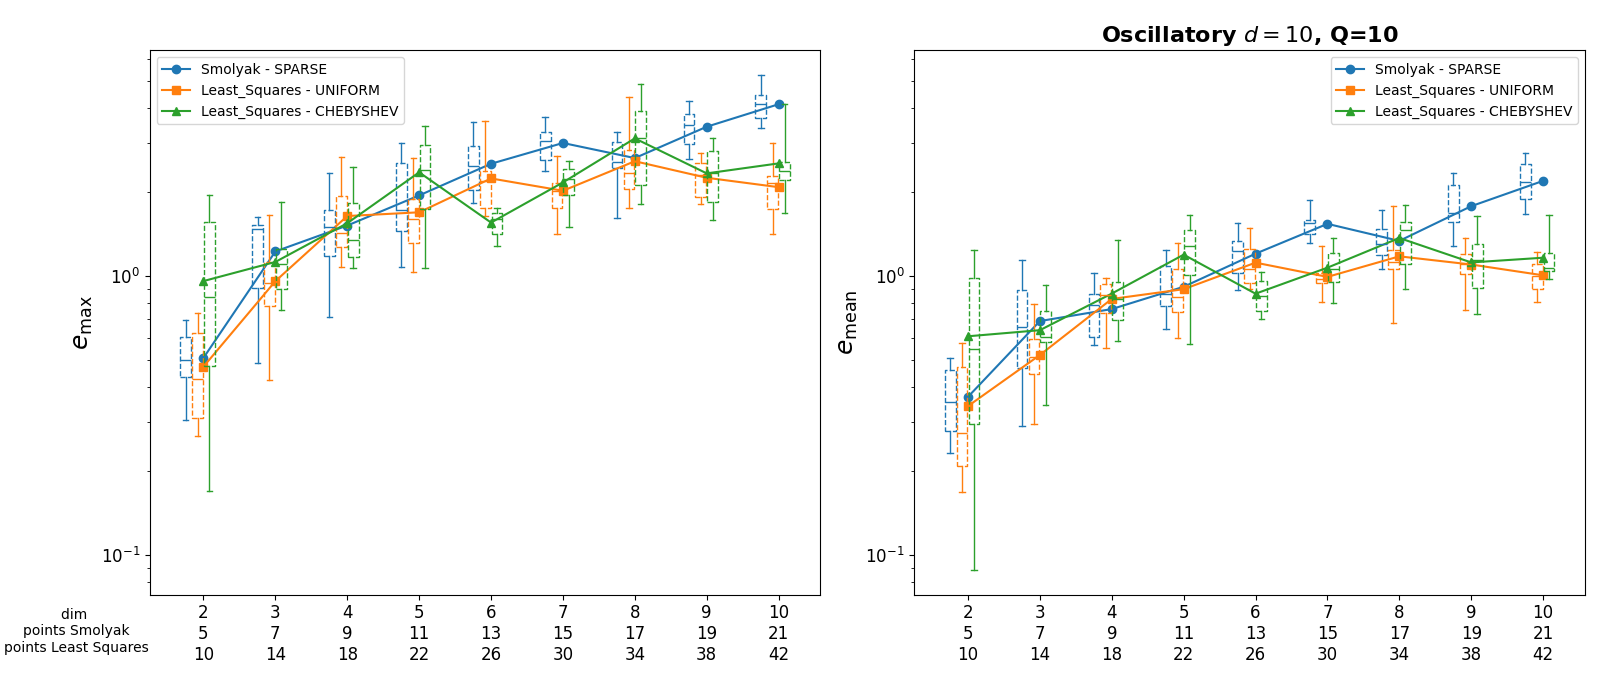 Oscillatory d = 10, Q=10
Smolyak - SPARSE
Least_Squares - UNIFORM
Least_Squares - CHEBYSHEV
Smolyak - SPARSE
Least_Squares - UNIFORM
Least_Squares - CHEBYSHEV
10⁰
10⁻¹
e_max
10⁰
10⁻¹
e_mean
dim 2 3 4 5 6 7 8 9 10
points Smolyak 5 7 9 11 13 15 17 19 21
points Least Squares 10 14 18 22 26 30 34 38 42
2 3 4 5 6 7 8 9 10
5 7 9 11 13 15 17 19 21
10 14 18 22 26 30 34 38 42